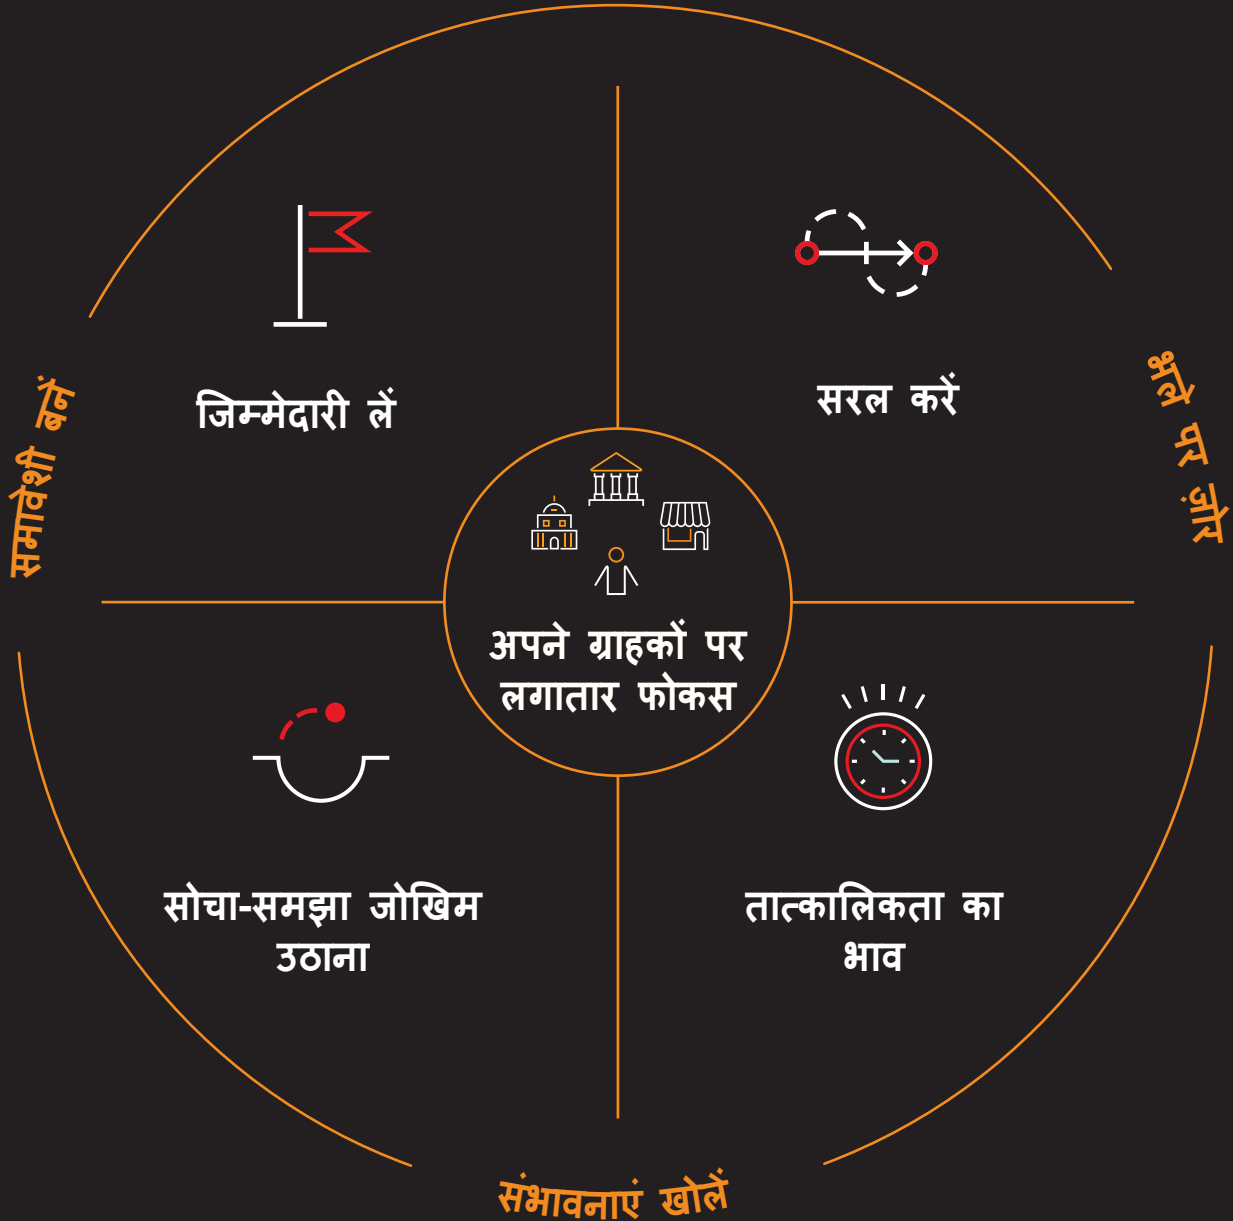 जिम्मेदारी लें
सरल करें
समावेशी बनें
भले पर ज़ोर
अपने ग्राहकों पर
लगातार फोकस
सोचा-समझा जोखिम
उठाना
तात्कालिकता का
भाव
संभावनाएं खोलें